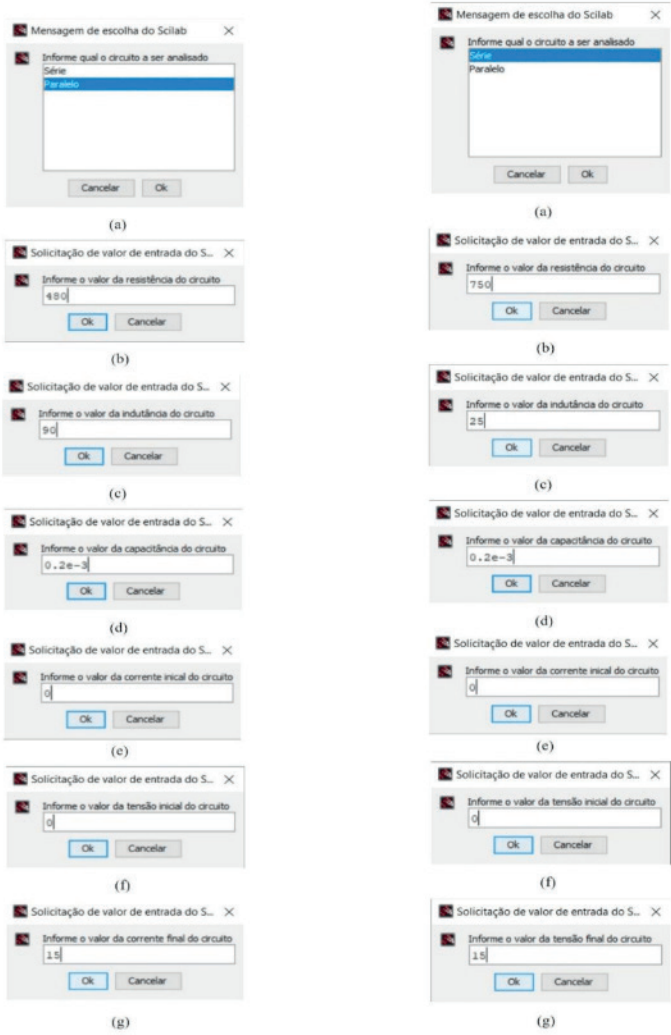 Mensagem de escolha do Scilab
Informe qual o circuito a ser analisado
Série
Paralelo
Cancelar
Ok
(a)
Solicitação de valor de entrada do S...
Informe o valor da resistência do circuito
480
Ok
Cancelar
(b)
Solicitação de valor de entrada do S...
Informe o valor da indutância do circuito
90
Ok
Cancelar
(c)
Solicitação de valor de entrada do S...
Informe o valor da capacitância do circuito
0.2e-3
Ok
Cancelar
(d)
Solicitação de valor de entrada do S...
Informe o valor da corrente inical do circuito
0
Ok
Cancelar
(e)
Solicitação de valor de entrada do S...
Informe o valor da tensão inicial do circuito
0
Ok
Cancelar
(f)
Solicitação de valor de entrada do S...
Informe o valor da corrente final do circuito
15
Ok
Cancelar
(g)
Mensagem de escolha do Scilab
Informe qual o circuito a ser analisado
Série
Paralelo
Cancelar
Ok
(a)
Solicitação de valor de entrada do S...
Informe o valor da resistência do circuito
750
Ok
Cancelar
(b)
Solicitação de valor de entrada do S...
Informe o valor da indutância do circuito
25
Ok
Cancelar
(c)
Solicitação de valor de entrada do S...
Informe o valor da capacitância do circuito
0.2e-3
Ok
Cancelar
(d)
Solicitação de valor de entrada do S...
Informe o valor da corrente inical do circuito
0
Ok
Cancelar
(e)
Solicitação de valor de entrada do S...
Informe o valor da tensão inicial do circuito
0
Ok
Cancelar
(f)
Solicitação de valor de entrada do S...
Informe o valor da tensão final do circuito
15
Ok
Cancelar
(g)